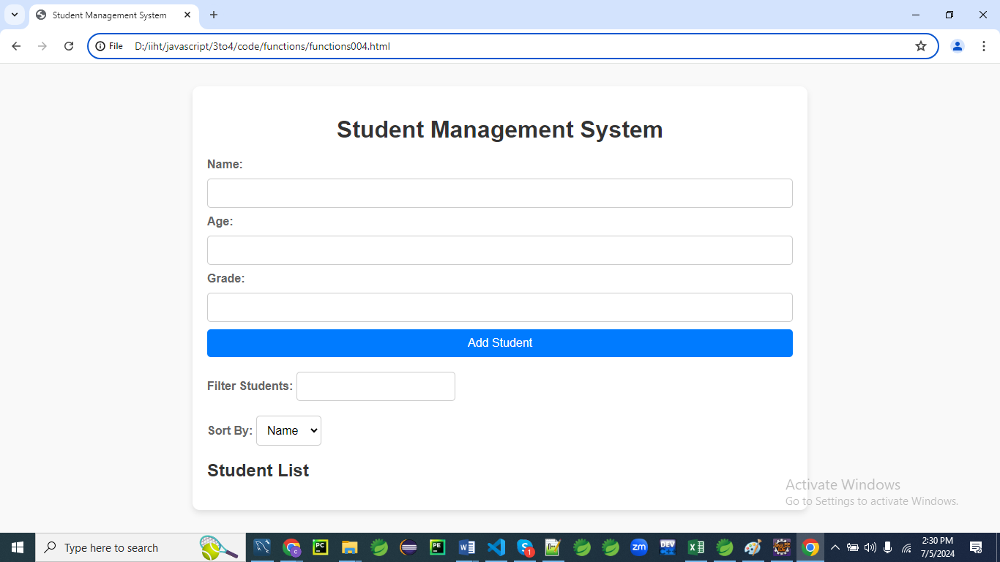 Student Management System
File D:/iiht/javascript/3to4/code/functions/functions004.html
Student Management System
Name:
Age:
Grade:
Add Student
Filter Students:
Sort By: Name
Student List
Activate Windows
Go to Settings to activate Windows.
Type here to search
PC
PE
W
S 1
zm
DEV
X
2:30 PM
7/5/2024